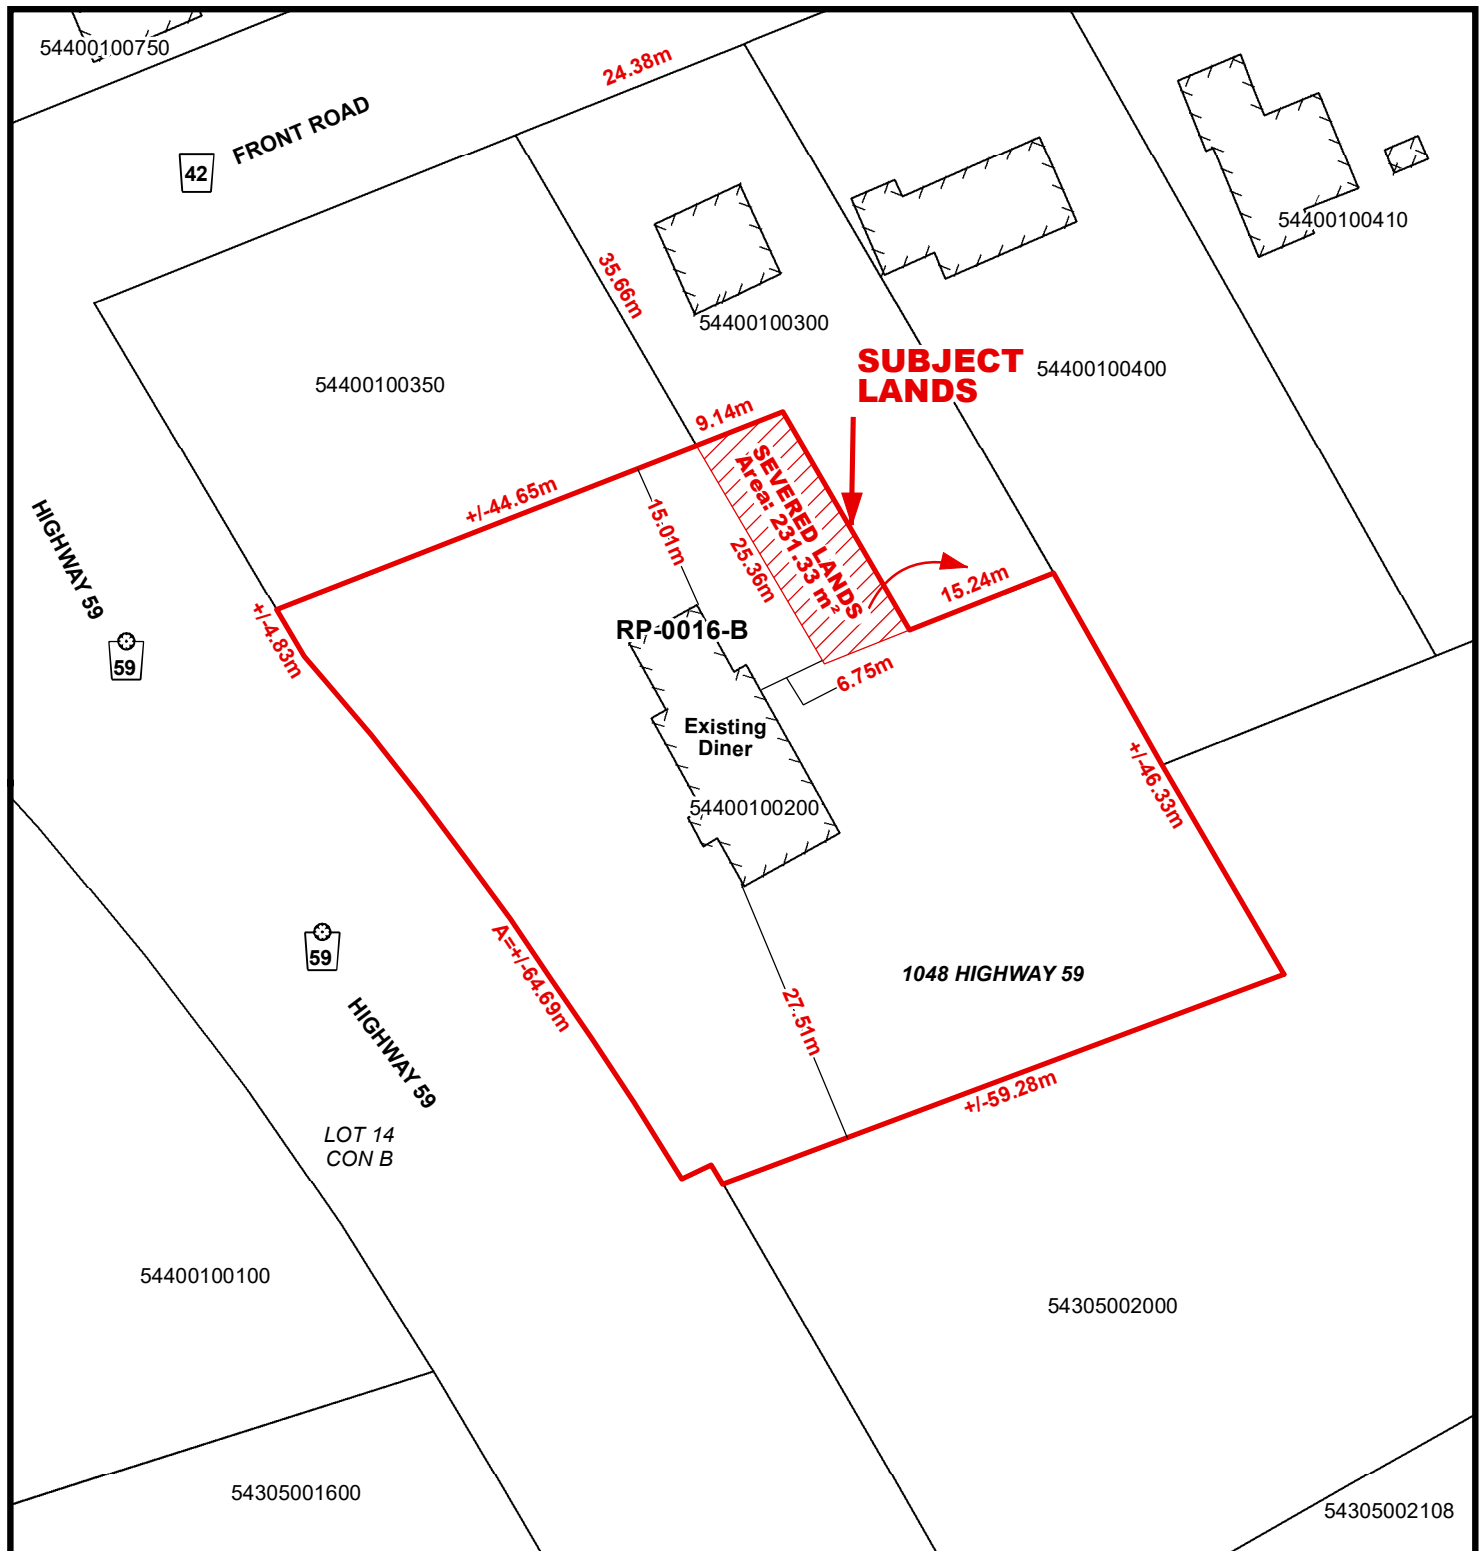 54400100750
24.38m
FRONT ROAD
42
54400100410
35.66m
54400100300
SUBJECT
LANDS
54400100400
54400100350
9.14m
SEVERED LANDS
Area: 231.33 m²
+/-44.65m
15.01m
25.36m
HIGHWAY 59
15.24m
+/-4.83m
RP-0016-B
59
6.75m
Existing
Diner
+/-46.33m
54400100200
59
A=+/-64.69m
1048 HIGHWAY 59
27.51m
HIGHWAY 59
+/-59.28m
LOT 14
CON B
54400100100
54305002000
54305001600
54305002108